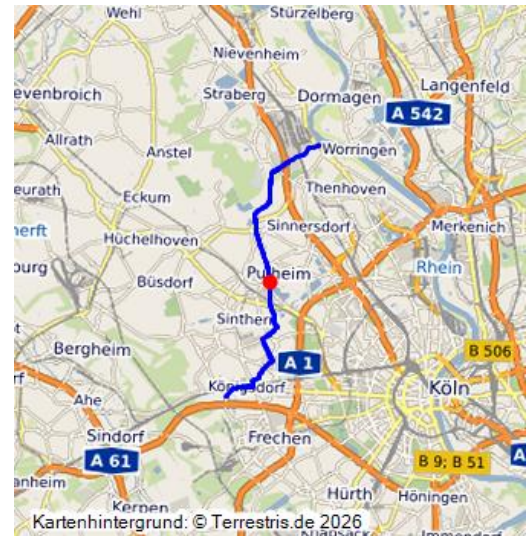 Wehl
Stürzelberg
Nievenheim
Straberg
Dormagen
Langenfeld
evenbroich
A 542
Allrath
Anstel
Worringen
Thenhoven
eurath
Eckum
Sinnersdorf
Merkenich
herft
Hüchelhoven
Rhein
burg
Büsdorf
Pulheim
Sinthern
Bergheim
A 1
B 506
Königsdorf
Köln
Ahe
Sindorf
Frechen
A 61
B 9; B 51
A
anheim
Kerpen
Hürth
Höningen
Kartenhintergrund: © Terrestris.de 2026